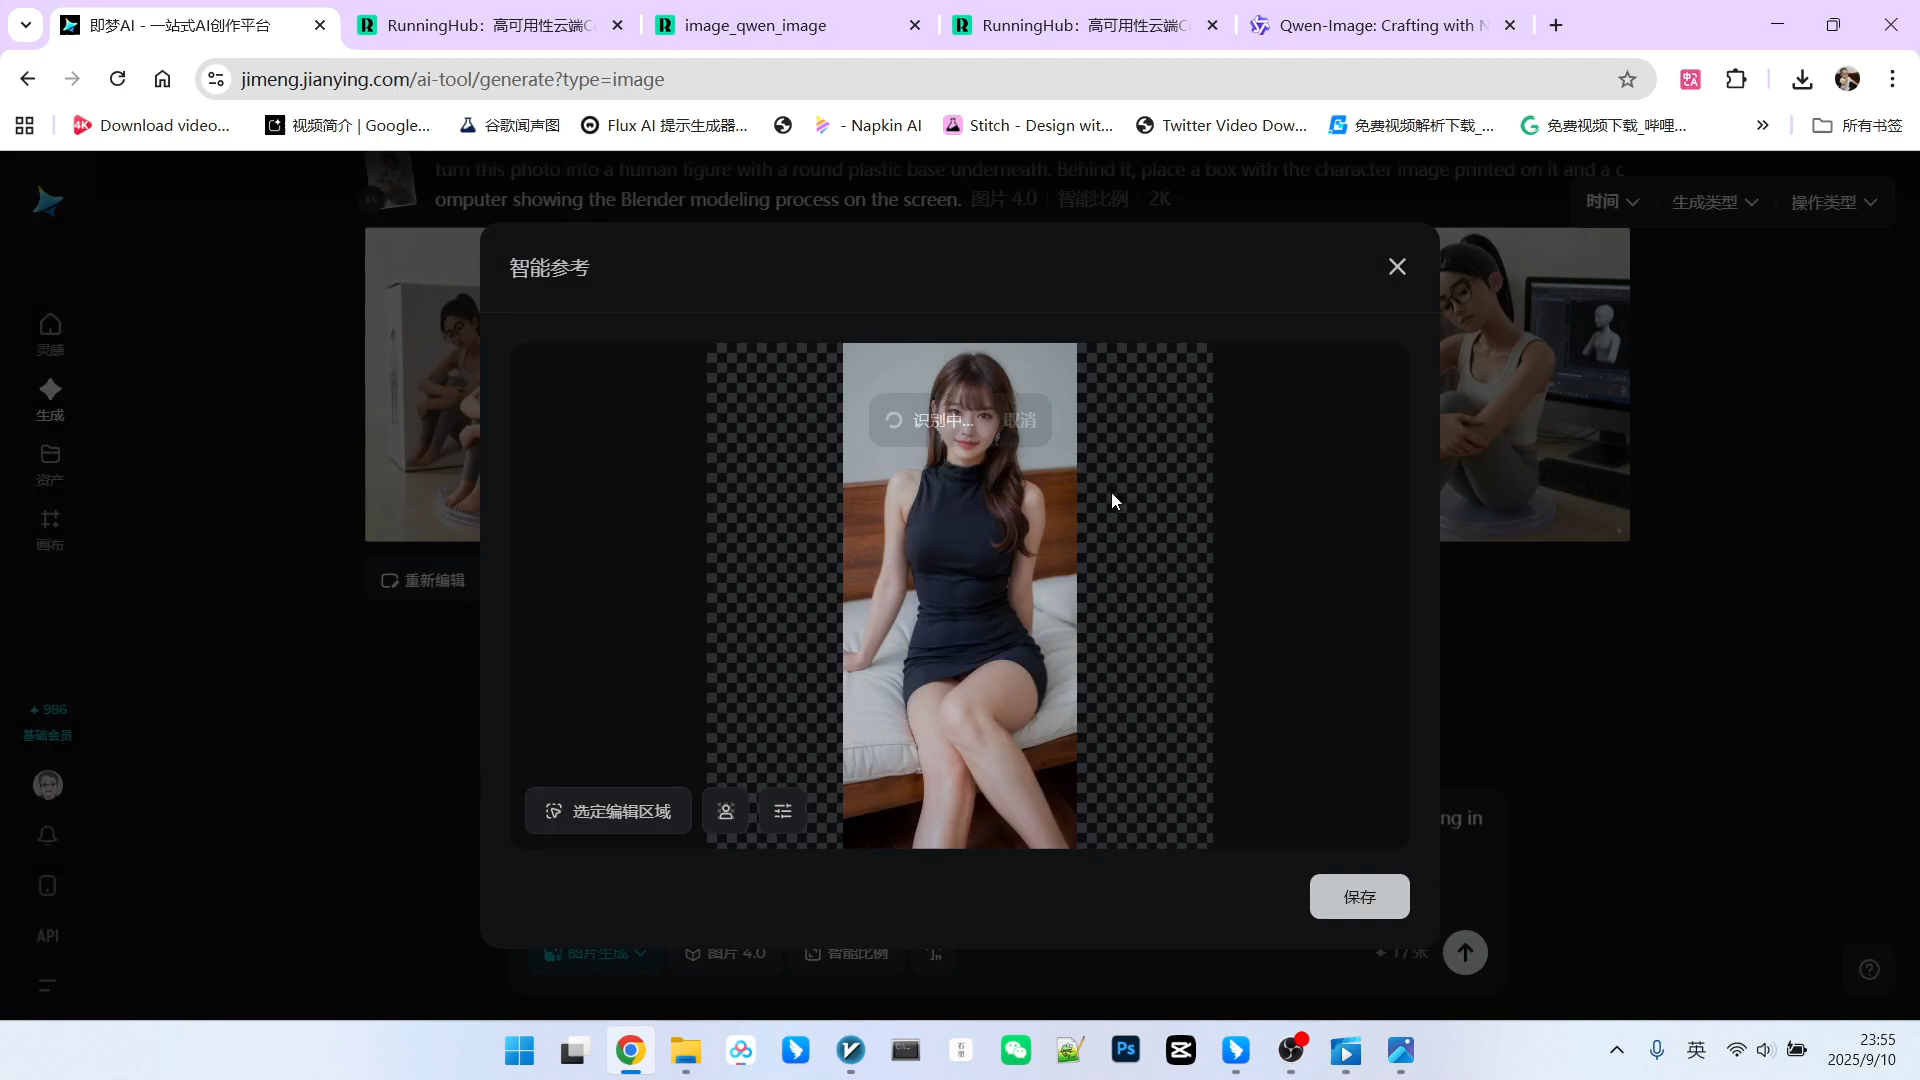 即梦AI - 一站式AI创作平台
RunningHub：高可用性云端C
image_qwen_image
RunningHub：高可用性云端C
Qwen-Image: Crafting with N
jimeng.jianying.com/ai-tool/generate?type=image
Download video...
视频简介 | Google...
谷歌闻声图
Flux AI 提示生成器...
- Napkin AI
Stitch - Design wit...
Twitter Video Dow...
免费视频解析下载_...
免费视频下载_哔哩...
所有书签
turn this photo into a human figure with a round plastic base underneath. Behind it, place a box with the character image printed on it and a c
omputer showing the Blender modeling process on the screen. 图片 4.0 智能比例 2K
时间
生成类型
操作类型
智能参考
灵感
生成
资产
画布
识别中... 取消
重新编辑
986
基础会员
选定编辑区域
ng in
保存
API
图片生成
图片 4.0
智能比例
1 / 张
Ps
英
23:55
2025/9/10